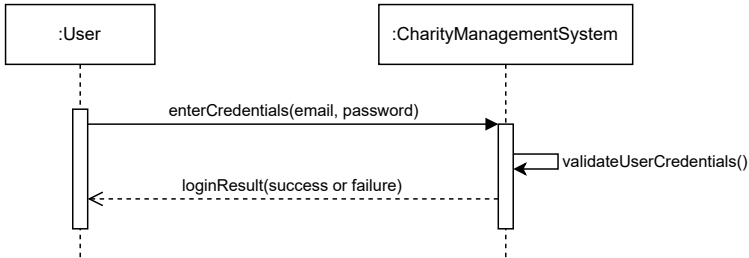 :User
:CharityManagementSystem
enterCredentials(email, password)
validateUserCredentials()
loginResult(success or failure)